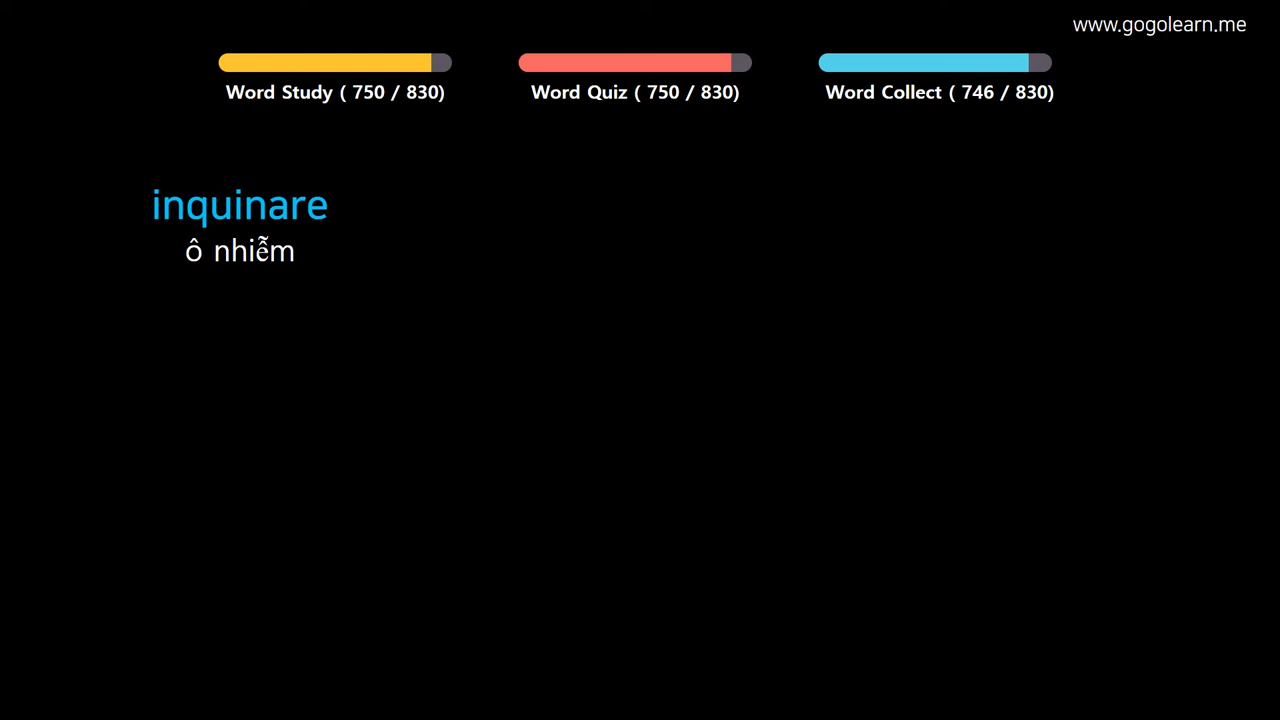 www.gogolearn.me
Word Study ( 750 / 830)
Word Quiz ( 750 / 830)
Word Collect ( 746 / 830)
inquinare
ô nhiễm